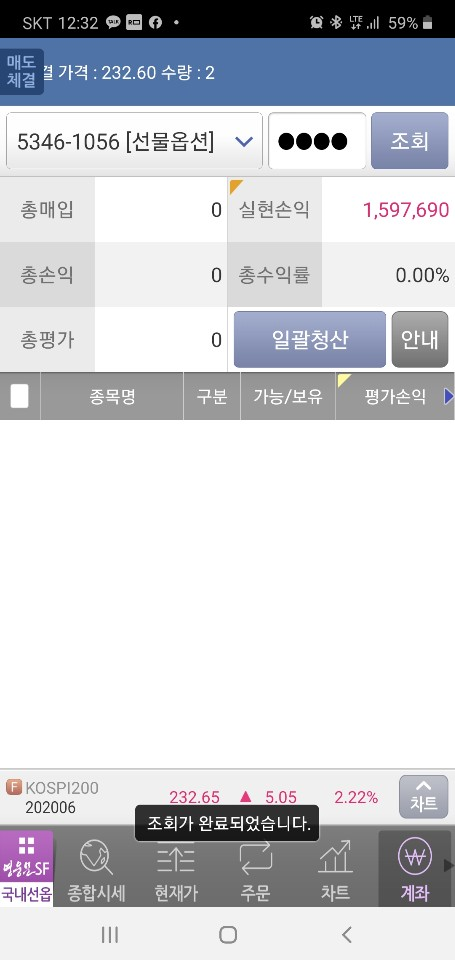 SKT 12:32 TALK LTE 59%
매도
체결
결 가격 : 232.60 수량 : 2
5346-1056 [선물옵션] 조회
총매입 0 실현손익 1,597,690
총손익 0 총수익률 0.00%
총평가 0 일괄청산 안내
종목명 구분 가능/보유 평가손익
F KOSPI200
202006 232.65 ▲ 5.05 2.22% 차트
조회가 완료되었습니다.
영웅문SF
국내선옵 종합시세 현재가 주문 차트 계좌